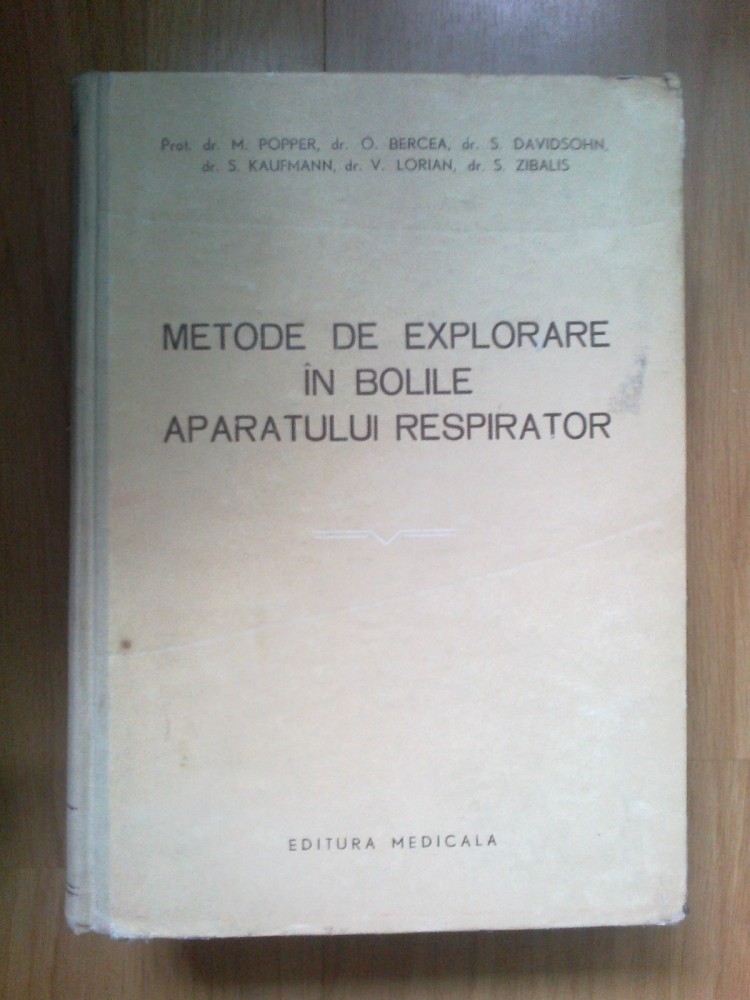 Prof. dr. M. POPPER, dr. O. BERCEA, dr. S. DAVIDSOHN,
dr. S. KAUFMANN, dr. V. LORIAN, dr. S. ZIBALIS
METODE DE EXPLORARE
ÎN BOLILE
APARATULUI RESPIRATOR
EDITURA MEDICALA